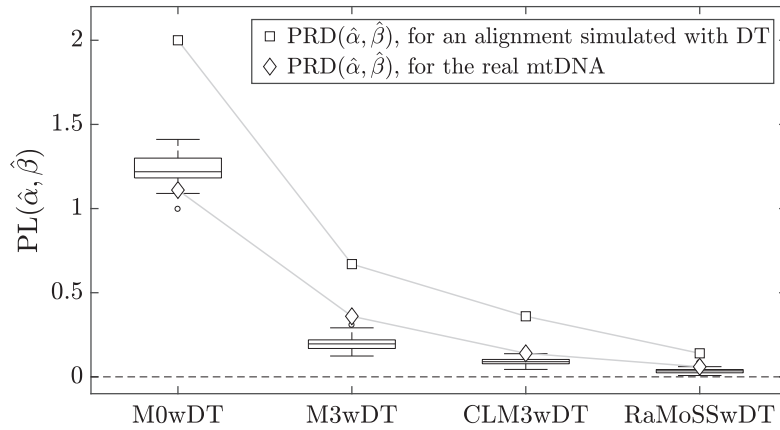 PRD(α̂, β̂), for an alignment simulated with DT
PRD(α̂, β̂), for the real mtDNA
PL(α̂, β̂)
2
1.5
1
0.5
0
M0wDT M3wDT CLM3wDT RaMoSSwDT